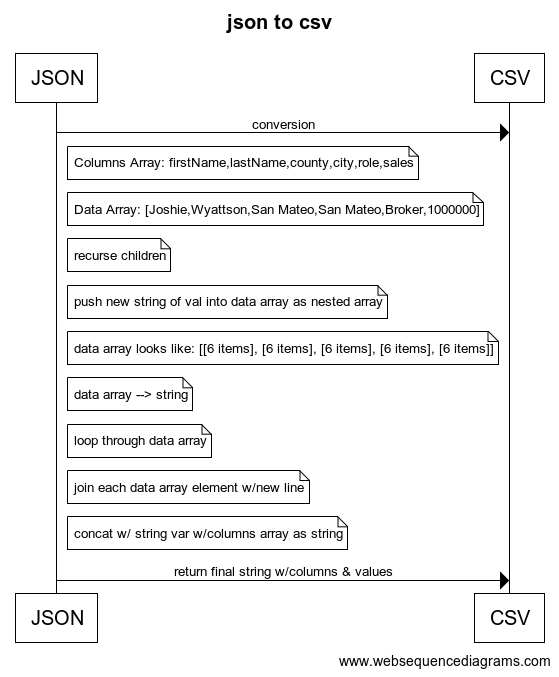 json to csv
JSON
CSV
conversion
Columns Array: firstName,lastName,county,city,role,sales
Data Array: [Joshie,Wyattson,San Mateo,San Mateo,Broker,1000000]
recurse children
push new string of val into data array as nested array
data array looks like: [[6 items], [6 items], [6 items], [6 items], [6 items]]
data array --> string
loop through data array
join each data array element w/new line
concat w/ string var w/columns array as string
return final string w/columns & values
JSON
CSV
www.websequencediagrams.com